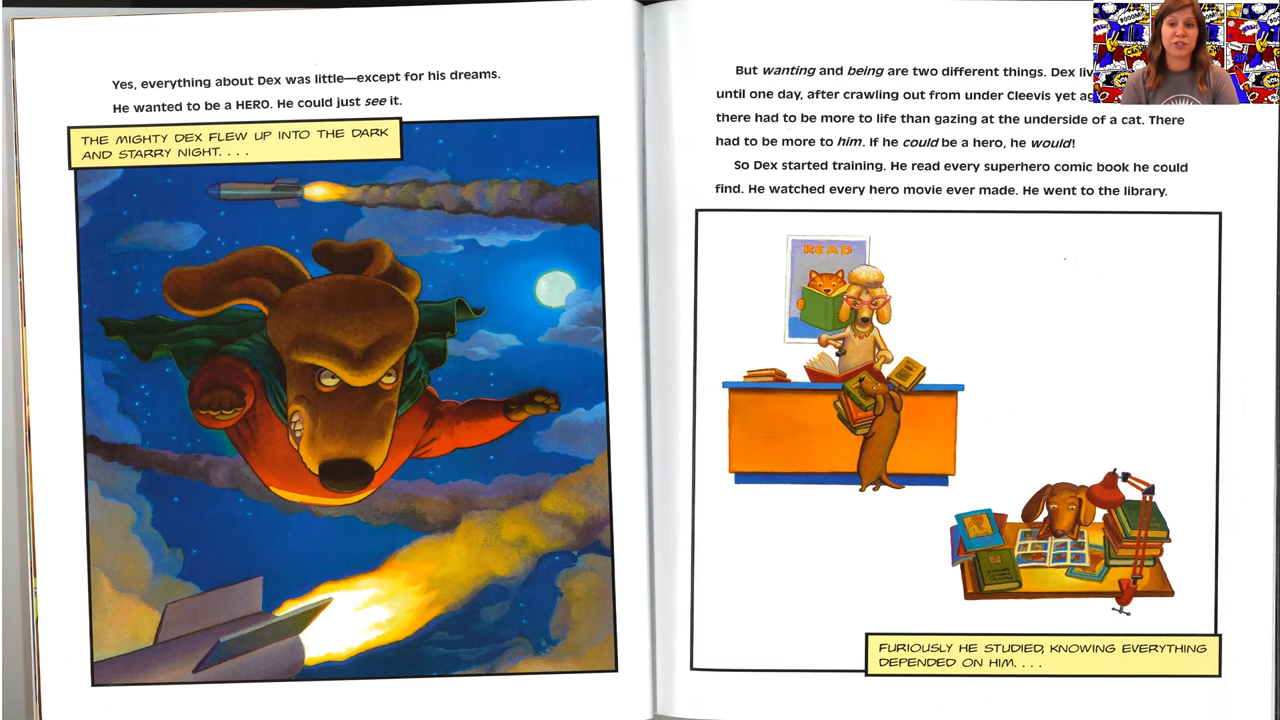 Yes, everything about Dex was little—except for his dreams.
He wanted to be a HERO. He could just see it.
THE MIGHTY DEX FLEW UP INTO THE DARK
AND STARRY NIGHT. . . .
But wanting and being are two different things. Dex
until one day, after crawling out from under Cleevis yet
there had to be more to life than gazing at the underside of a cat. There
had to be more to him. If he could be a hero, he would!
So Dex started training. He read every superhero comic book he could
find. He watched every hero movie ever made. He went to the library.
READ
FURIOUSLY HE STUDIED, KNOWING EVERYTHING
DEPENDED ON HIM. . . .
BOOOM!